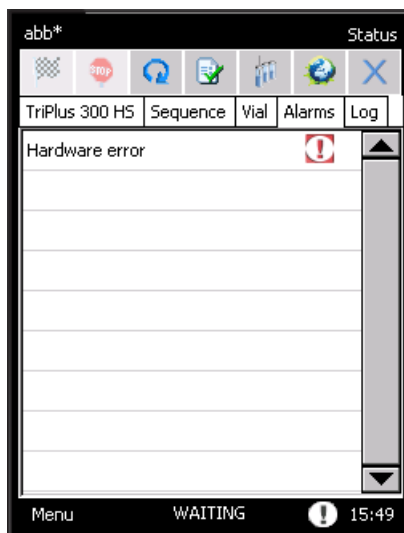 abb* Status
STOP
TriPlus 300 HS Sequence Vial Alarms Log
Hardware error
Menu WAITING 15:49